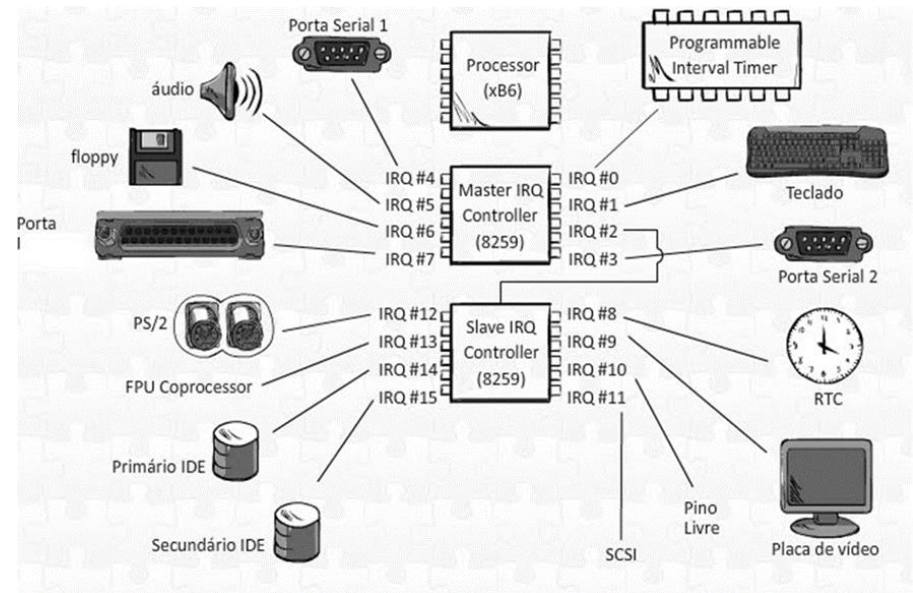 Porta Serial 1
Processor
(xB6)
Programmable
Interval Timer
áudio
floppy
Teclado
IRQ #4
IRQ #5
IRQ #6
IRQ #7
Master IRQ
Controller
(8259)
IRQ #0
IRQ #1
IRQ #2
IRQ #3
Porta
Porta Serial 2
PS/2
FPU Coprocessor
IRQ #12
IRQ #13
IRQ #14
IRQ #15
Slave IRQ
Controller
(8259)
IRQ #8
IRQ #9
IRQ #10
IRQ #11
RTC
Primário IDE
Secundário IDE
SCSI
Pino
Livre
Placa de vídeo